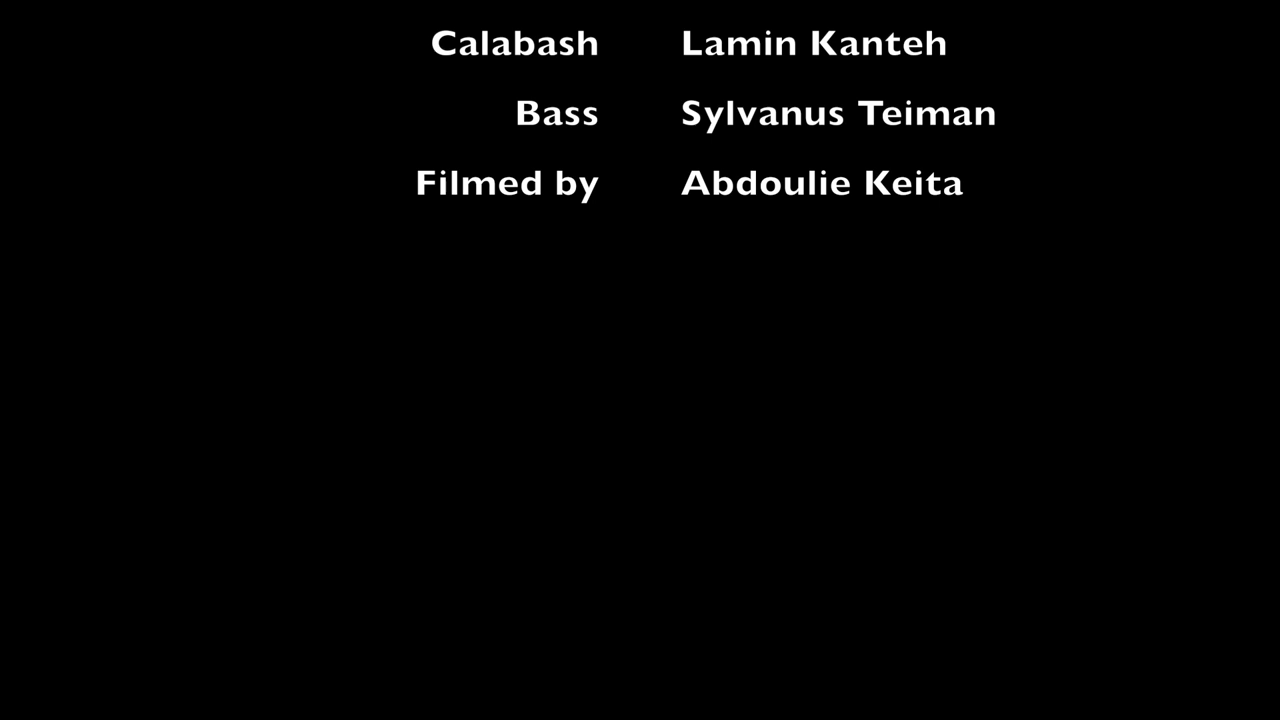 Calabash Lamin Kanteh
Bass Sylvanus Teiman
Filmed by Abdoulie Keita